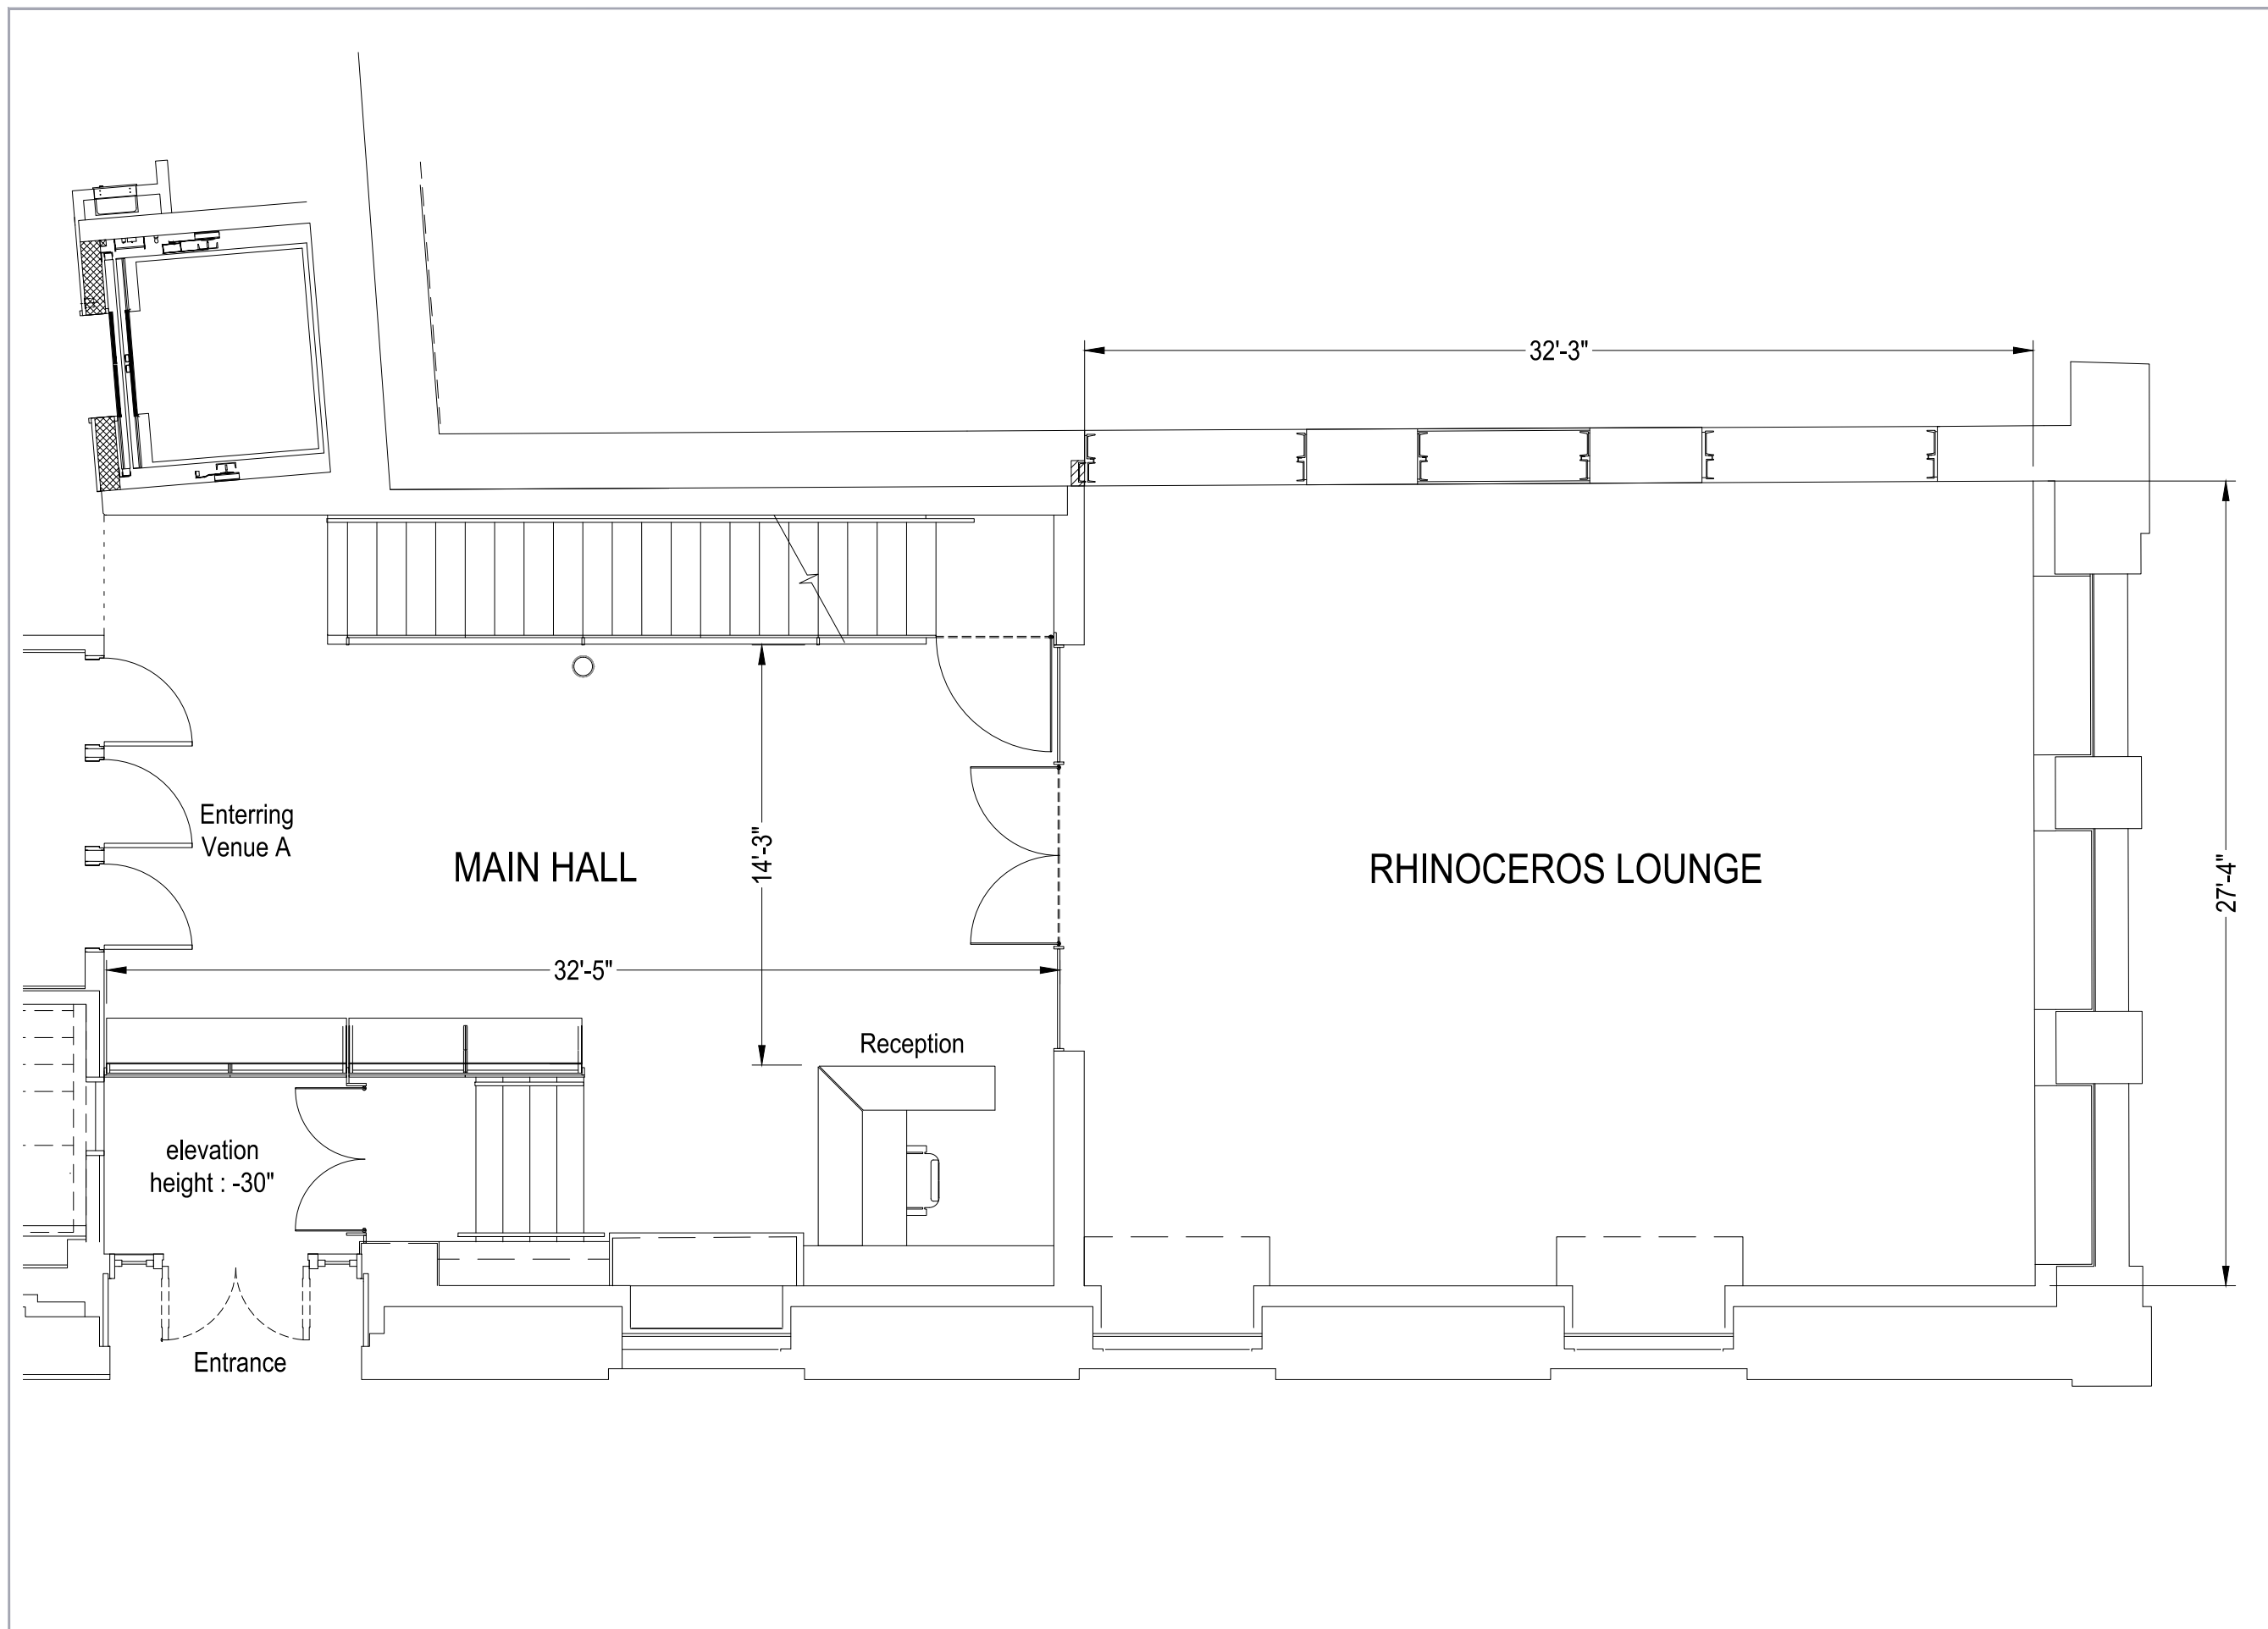 32'-3"
Enterring
Venue A
MAIN HALL
14'-3"
RHINOCEROS LOUNGE
27'-4"
32'-5"
Reception
elevation
height : -30"
Entrance